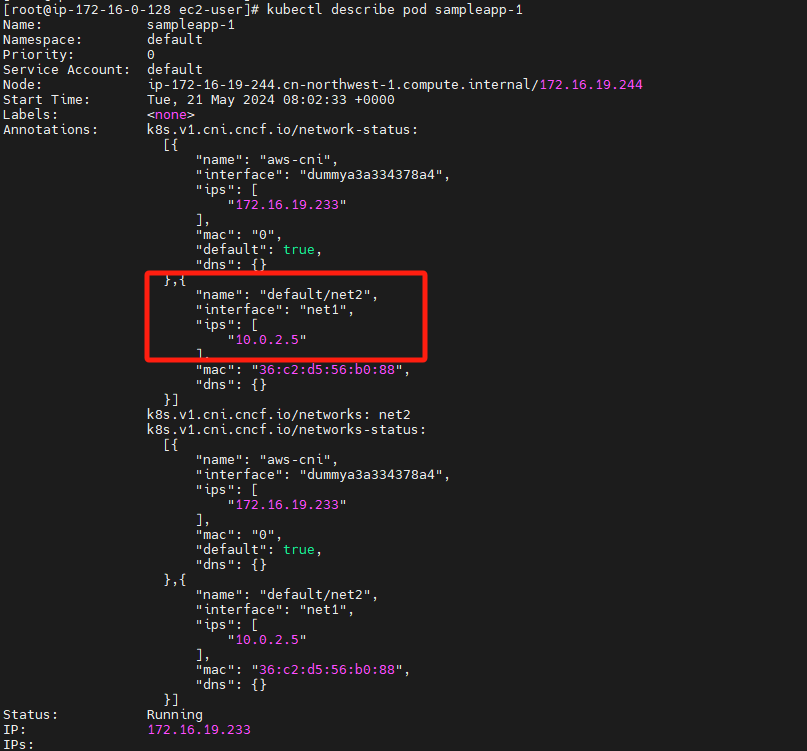 [root@ip-172-16-0-128 ec2-user]# kubectl describe pod sampleapp-1
Name:             sampleapp-1
Namespace:        default
Priority:         0
Service Account:  default
Node:             ip-172-16-19-244.cn-northwest-1.compute.internal/172.16.19.244
Start Time:       Tue, 21 May 2024 08:02:33 +0000
Labels:           <none>
Annotations:      k8s.v1.cni.cncf.io/network-status:
                    [{
                        "name": "aws-cni",
                        "interface": "dummya3a334378a4",
                        "ips": [
                            "172.16.19.233"
                        ],
                        "mac": "0",
                        "default": true,
                        "dns": {}
                    },{
                        "name": "default/net2",
                        "interface": "net1",
                        "ips": [
                            "10.0.2.5"
                        ],
                        "mac": "36:c2:d5:56:b0:88",
                        "dns": {}
                    }]
                  k8s.v1.cni.cncf.io/networks: net2
                  k8s.v1.cni.cncf.io/networks-status:
                    [{
                        "name": "aws-cni",
                        "interface": "dummya3a334378a4",
                        "ips": [
                            "172.16.19.233"
                        ],
                        "mac": "0",
                        "default": true,
                        "dns": {}
                    },{
                        "name": "default/net2",
                        "interface": "net1",
                        "ips": [
                            "10.0.2.5"
                        ],
                        "mac": "36:c2:d5:56:b0:88",
                        "dns": {}
                    }]
Status:           Running
IP:               172.16.19.233
IPs: